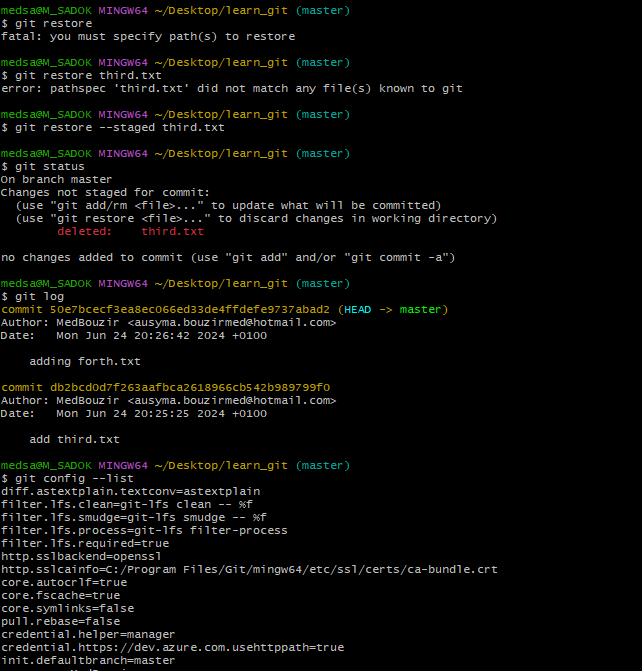 medsa@M_SADOK MINGW64 ~/Desktop/learn_git (master)
$ git restore
fatal: you must specify path(s) to restore
medsa@M_SADOK MINGW64 ~/Desktop/learn_git (master)
$ git restore third.txt
error: pathspec 'third.txt' did not match any file(s) known to git
medsa@M_SADOK MINGW64 ~/Desktop/learn_git (master)
$ git restore --staged third.txt
medsa@M_SADOK MINGW64 ~/Desktop/learn_git (master)
$ git status
On branch master
Changes not staged for commit:
  (use "git add/rm <file>..." to update what will be committed)
  (use "git restore <file>..." to discard changes in working directory)
        deleted:    third.txt
no changes added to commit (use "git add" and/or "git commit -a")
medsa@M_SADOK MINGW64 ~/Desktop/learn_git (master)
$ git log
commit 50e7bcecf3ea8ec066ed33de4ffdefe9737abad2 (HEAD -> master)
Author: MedBouzir <ausyma.bouzirmed@hotmail.com>
Date:   Mon Jun 24 20:26:42 2024 +0100
    adding forth.txt
commit db2bcd0d7f263aafbca2618966cb542b989799f0
Author: MedBouzir <ausyma.bouzirmed@hotmail.com>
Date:   Mon Jun 24 20:25:25 2024 +0100
    add third.txt
medsa@M_SADOK MINGW64 ~/Desktop/learn_git (master)
$ git config --list
diff.astextplain.textconv=astextplain
filter.lfs.clean=git-lfs clean -- %f
filter.lfs.smudge=git-lfs smudge -- %f
filter.lfs.process=git-lfs filter-process
filter.lfs.required=true
http.sslbackend=openssl
http.sslcainfo=C:/Program Files/Git/mingw64/etc/ssl/certs/ca-bundle.crt
core.autocrlf=true
core.fscache=true
core.symlinks=false
pull.rebase=false
credential.helper=manager
credential.https://dev.azure.com.usehttppath=true
init.defaultbranch=master